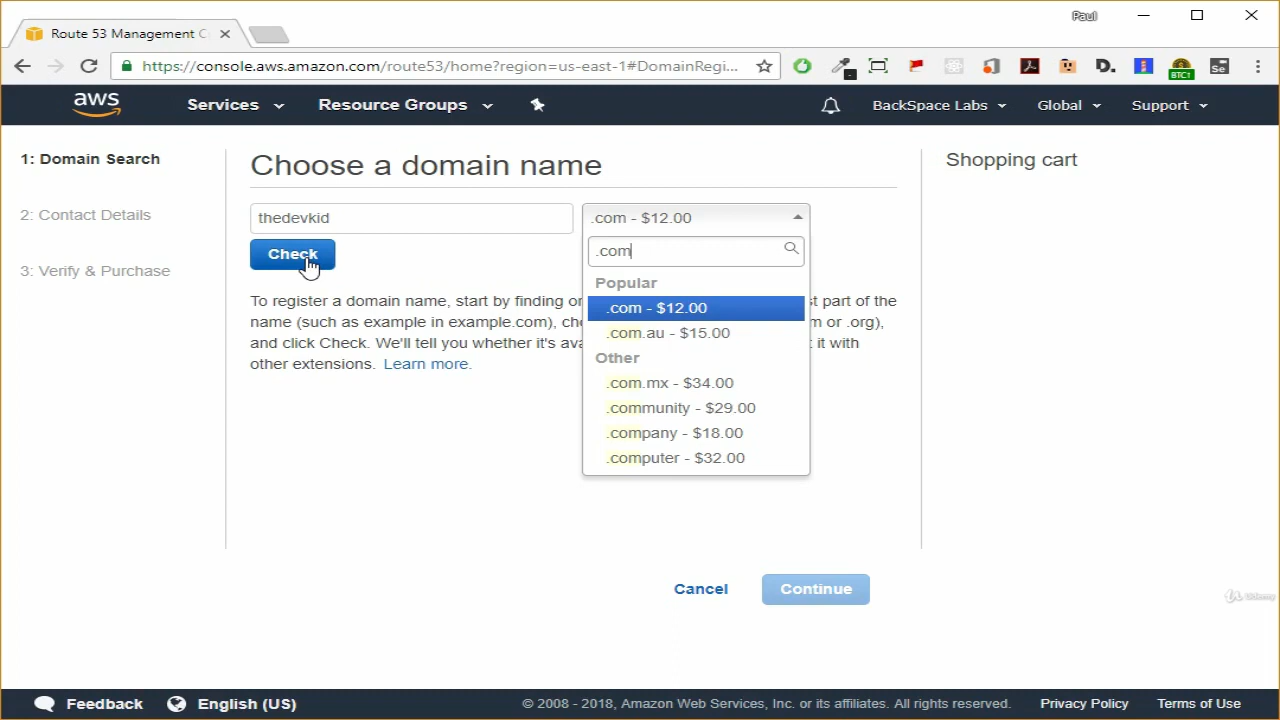 Paul
Route 53 Management C
https://console.aws.amazon.com/route53/home?region=us-east-1#DomainRegi...
BTC1
Se
aws
Services
Resource Groups
BackSpace Labs
Global
Support
1: Domain Search
2: Contact Details
3: Verify & Purchase
Choose a domain name
Shopping cart
thedevkid
.com - $12.00
Check
.com
Popular
.com - $12.00
.com.au - $15.00
Other
.com.mx - $34.00
.community - $29.00
.company - $18.00
.computer - $32.00
To register a domain name, start by finding or st part of the
name (such as example in example.com), ch m or .org),
and click Check. We'll tell you whether it's ava t it with
other extensions. Learn more.
Cancel
Continue
Udemy
Feedback
English (US)
© 2008 - 2018, Amazon Web Services, Inc. or its affiliates. All rights reserved.
Privacy Policy
Terms of Use